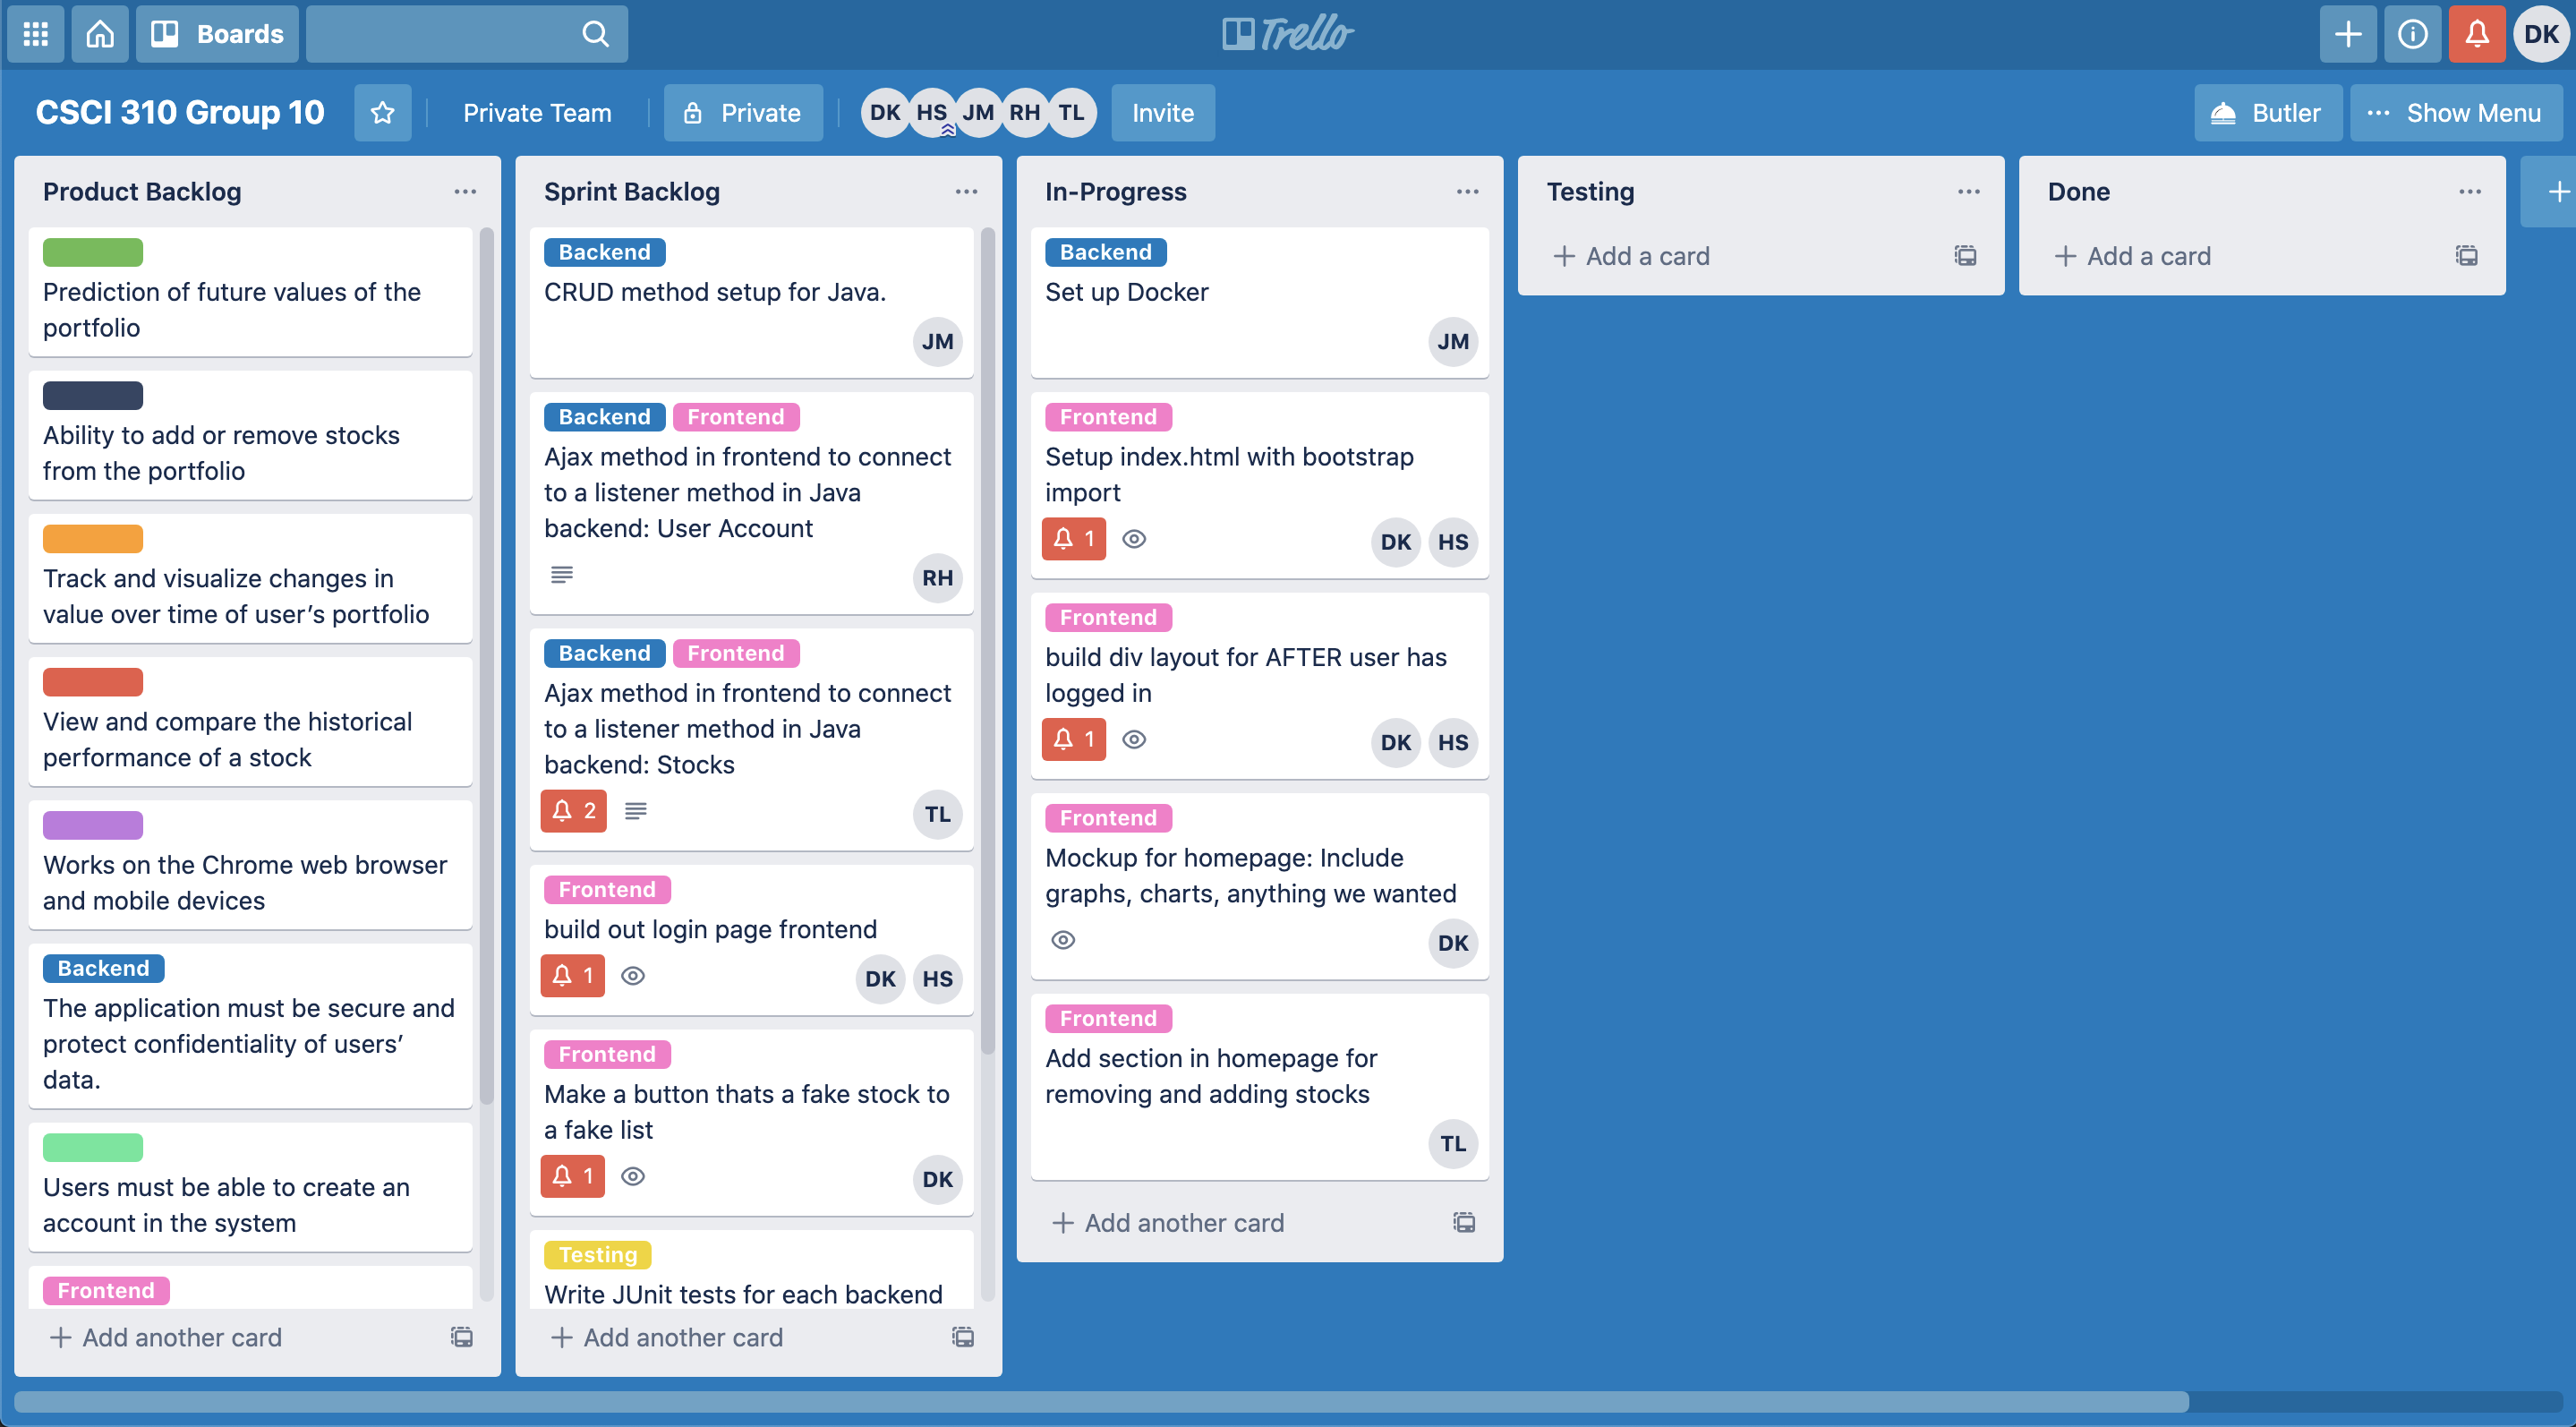 Boards
Trello
DK
CSCI 310 Group 10
Private Team
Private
DK HS JM RH TL
Invite
Butler
Show Menu
Product Backlog
Prediction of future values of the
portfolio
Ability to add or remove stocks
from the portfolio
Track and visualize changes in
value over time of user’s portfolio
View and compare the historical
performance of a stock
Works on the Chrome web browser
and mobile devices
Backend
The application must be secure and
protect confidentiality of users’
data.
Users must be able to create an
account in the system
Frontend
Add another card
Sprint Backlog
Backend
CRUD method setup for Java.
JM
Backend Frontend
Ajax method in frontend to connect
to a listener method in Java
backend: User Account
RH
Backend Frontend
Ajax method in frontend to connect
to a listener method in Java
backend: Stocks
2
TL
Frontend
build out login page frontend
1
DK HS
Frontend
Make a button thats a fake stock to
a fake list
1
DK
Testing
Write JUnit tests for each backend
Add another card
In-Progress
Backend
Set up Docker
JM
Frontend
Setup index.html with bootstrap
import
1
DK HS
Frontend
build div layout for AFTER user has
logged in
1
DK HS
Frontend
Mockup for homepage: Include
graphs, charts, anything we wanted
DK
Frontend
Add section in homepage for
removing and adding stocks
TL
Add another card
Testing
Add a card
Done
Add a card